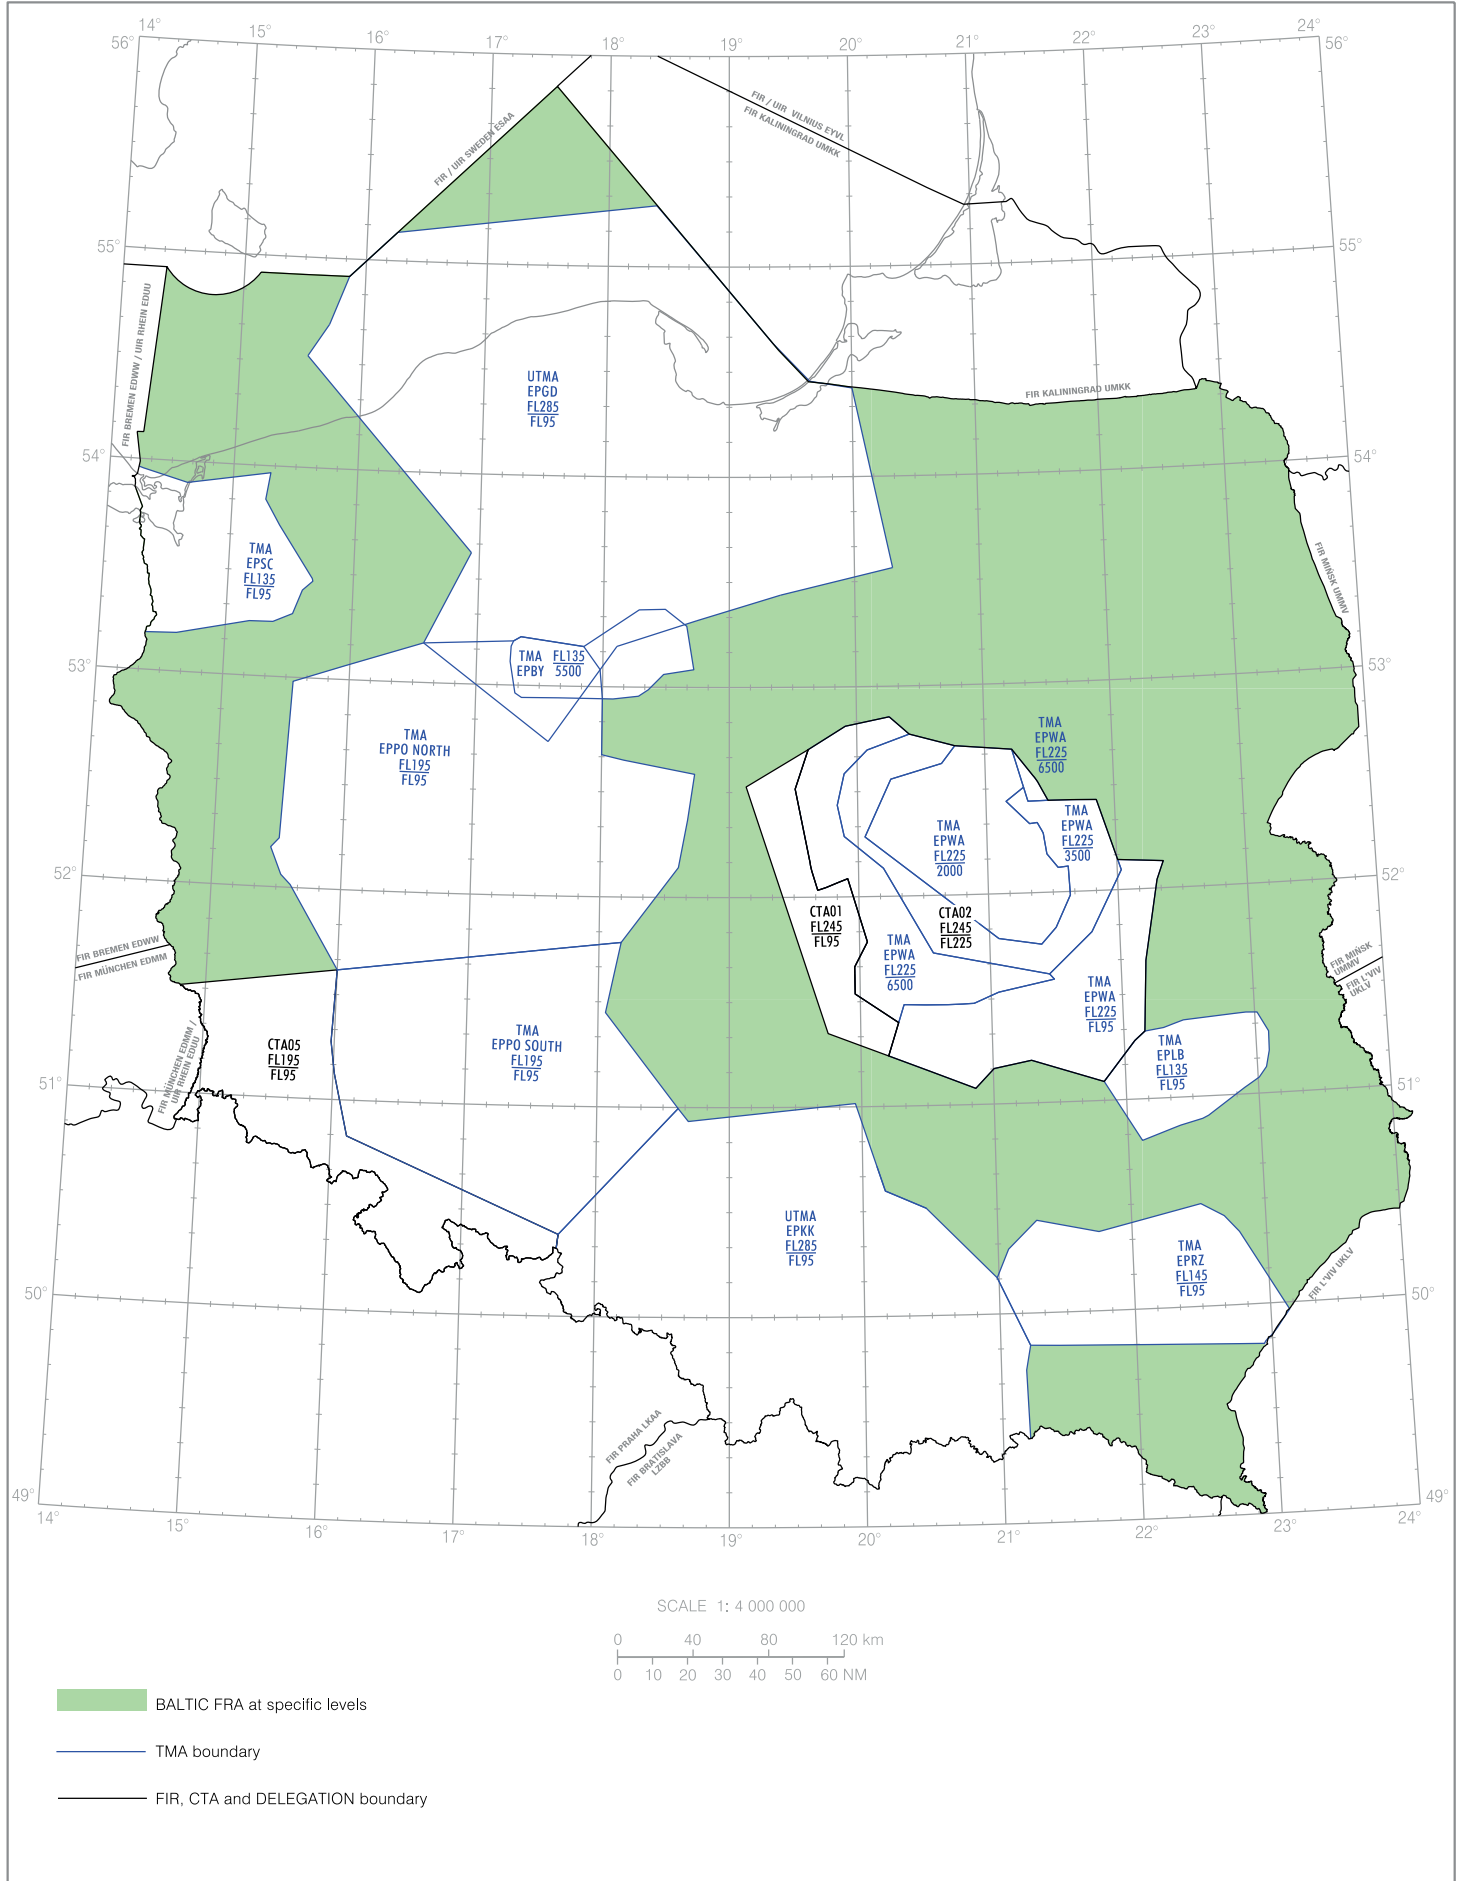 14°
15°
16°
17°
18°
19°
20°
21°
22°
23°
24°
56°
56°
FIR / UIR SWEDEN ESAA
FIR / UIR VILNIUS EYVL
FIR KALININGRAD UMKK
55°
55°
FIR BREMEN EDWW / UIR RHEIN EDUU
UTMA
EPGD
FL285
FL95
FIR KALININGRAD UMKK
54°
54°
TMA
EPSC
FL135
FL95
FIR MIŃSK UMMV
TMA
EPBY
FL135
5500
53°
53°
TMA
EPPO NORTH
FL195
FL95
TMA
EPWA
FL225
6500
TMA
EPWA
FL225
3500
TMA
EPWA
FL225
2000
52°
52°
CTA01
FL245
FL95
CTA02
FL245
FL225
TMA
EPWA
FL225
6500
FIR BREMEN EDWW
FIR MÜNCHEN EDMM
FIR MIŃSK
UMMV
FIR L'VIV
UKLV
TMA
EPWA
FL225
FL95
CTA05
FL195
FL95
TMA
EPPO SOUTH
FL195
FL95
TMA
EPLB
FL135
FL95
FIR MÜNCHEN EDMM /
UIR RHEIN EDUU
51°
51°
UTMA
EPKK
FL285
FL95
TMA
EPRZ
FL145
FL95
FIR L'VIV UKLV
50°
50°
FIR PRAHA LKAA
FIR BRATISLAVA
LZBB
49°
49°
14°
15°
16°
17°
18°
19°
20°
21°
22°
23°
24°
SCALE 1: 4 000 000
0 40 80 120 km
0 10 20 30 40 50 60 NM
BALTIC FRA at specific levels
TMA boundary
FIR, CTA and DELEGATION boundary